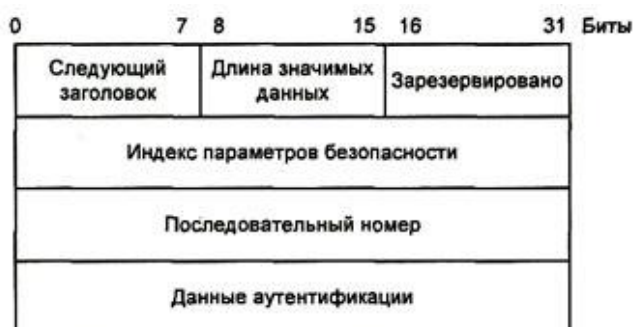 0 7 8 15 16 31 Биты
Следующий
заголовок
Длина значимых
данных
Зарезервировано
Индекс параметров безопасности
Последовательный номер
Данные аутентификации